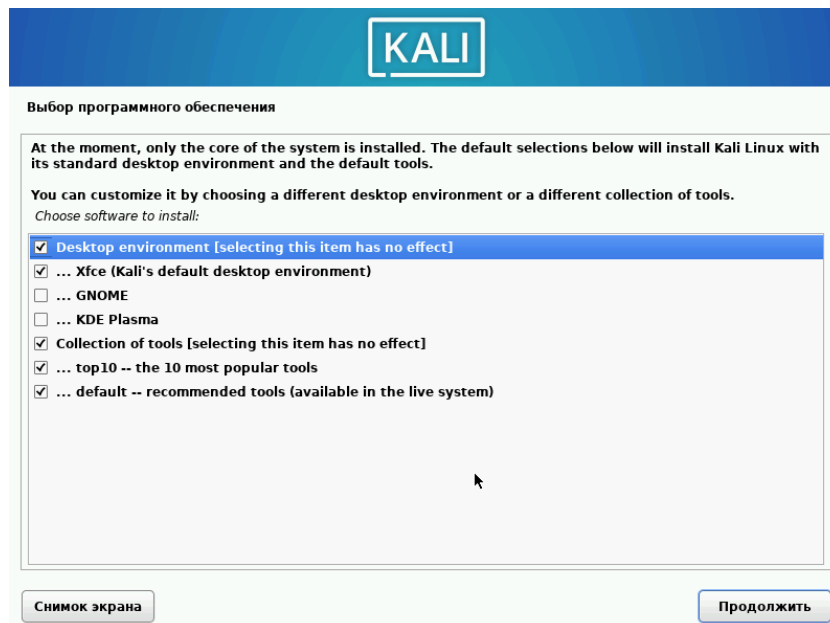 KALI
Выбор программного обеспечения
At the moment, only the core of the system is installed. The default selections below will install Kali Linux with
its standard desktop environment and the default tools.
You can customize it by choosing a different desktop environment or a different collection of tools.
Choose software to install:
Desktop environment [selecting this item has no effect]
... Xfce (Kali's default desktop environment)
... GNOME
... KDE Plasma
Collection of tools [selecting this item has no effect]
... top10 -- the 10 most popular tools
... default -- recommended tools (available in the live system)
Снимок экрана
Продолжить